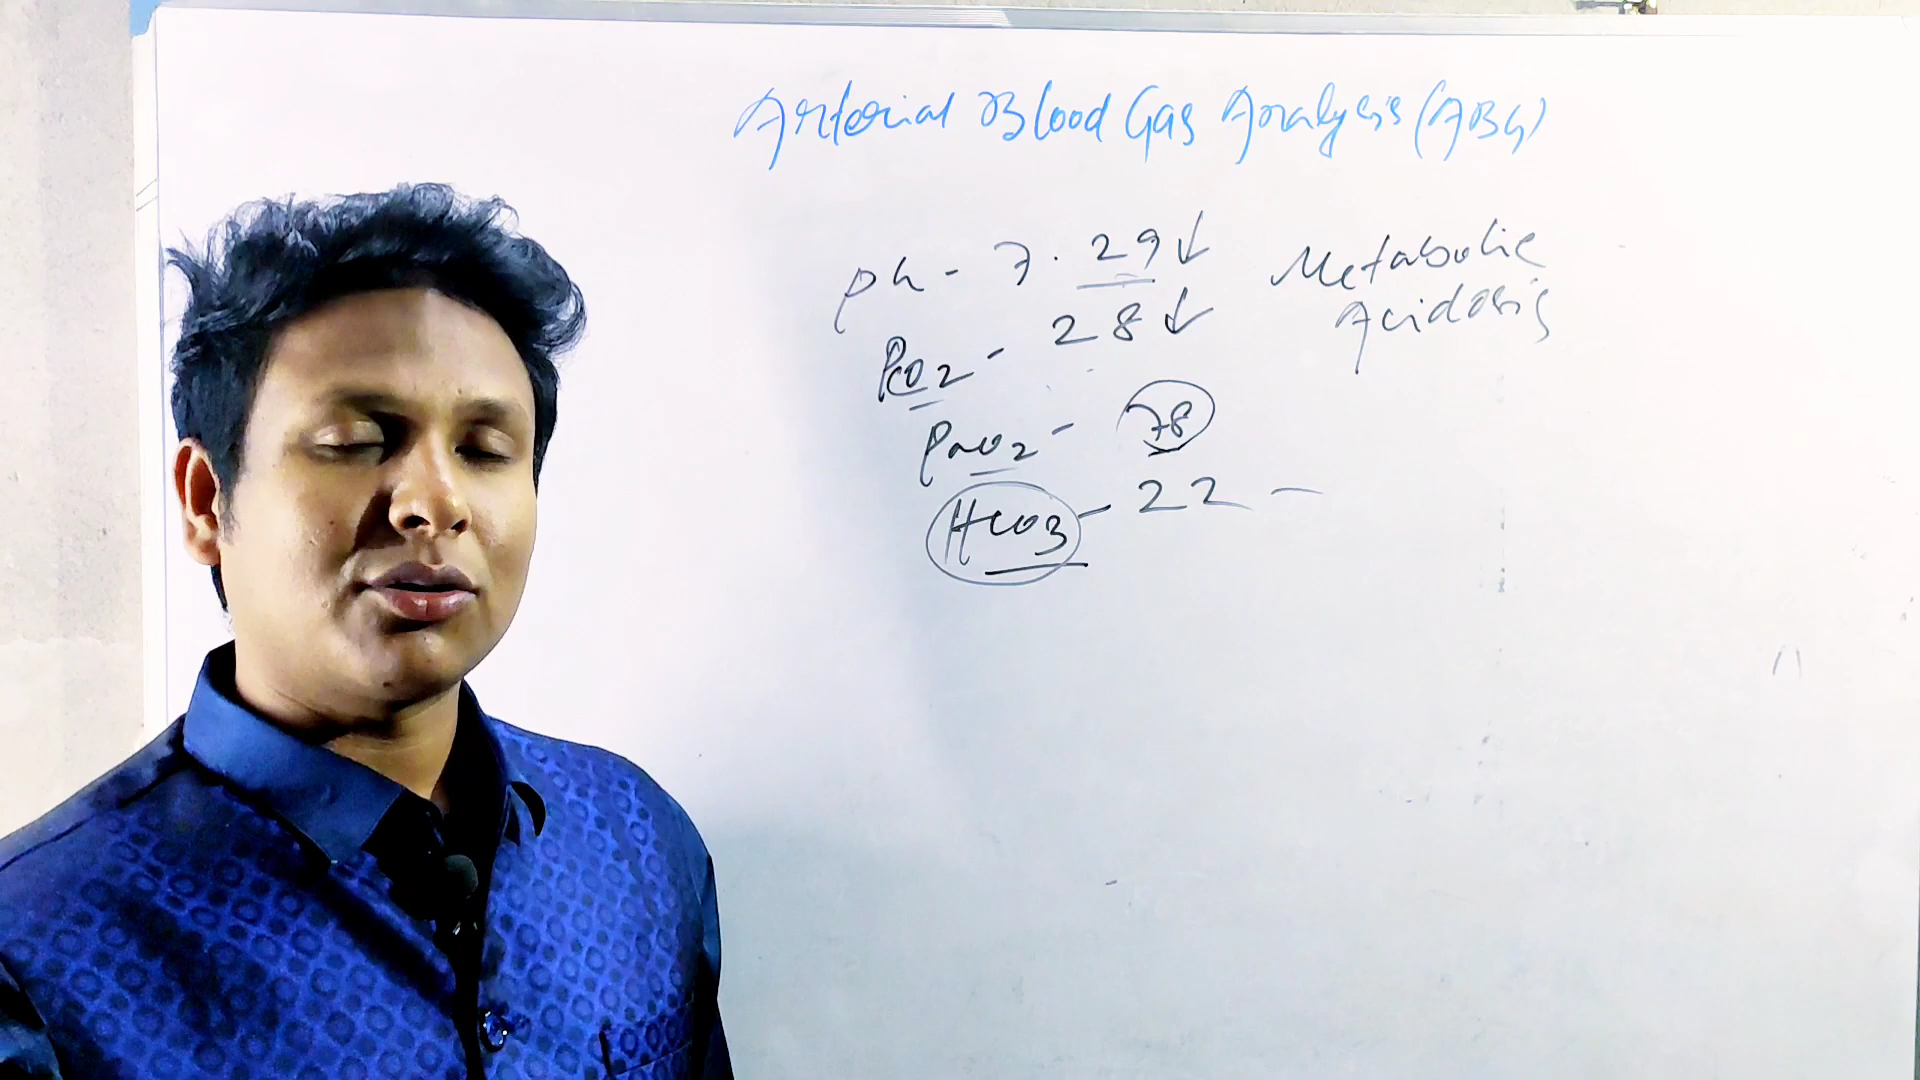 Arterial Blood Gas Analysis (ABG)
ph - 7.29↓ Metabolic
Acidosis
PCO2 - 28↓
PaO2 - 78
HCO3 - 22 -